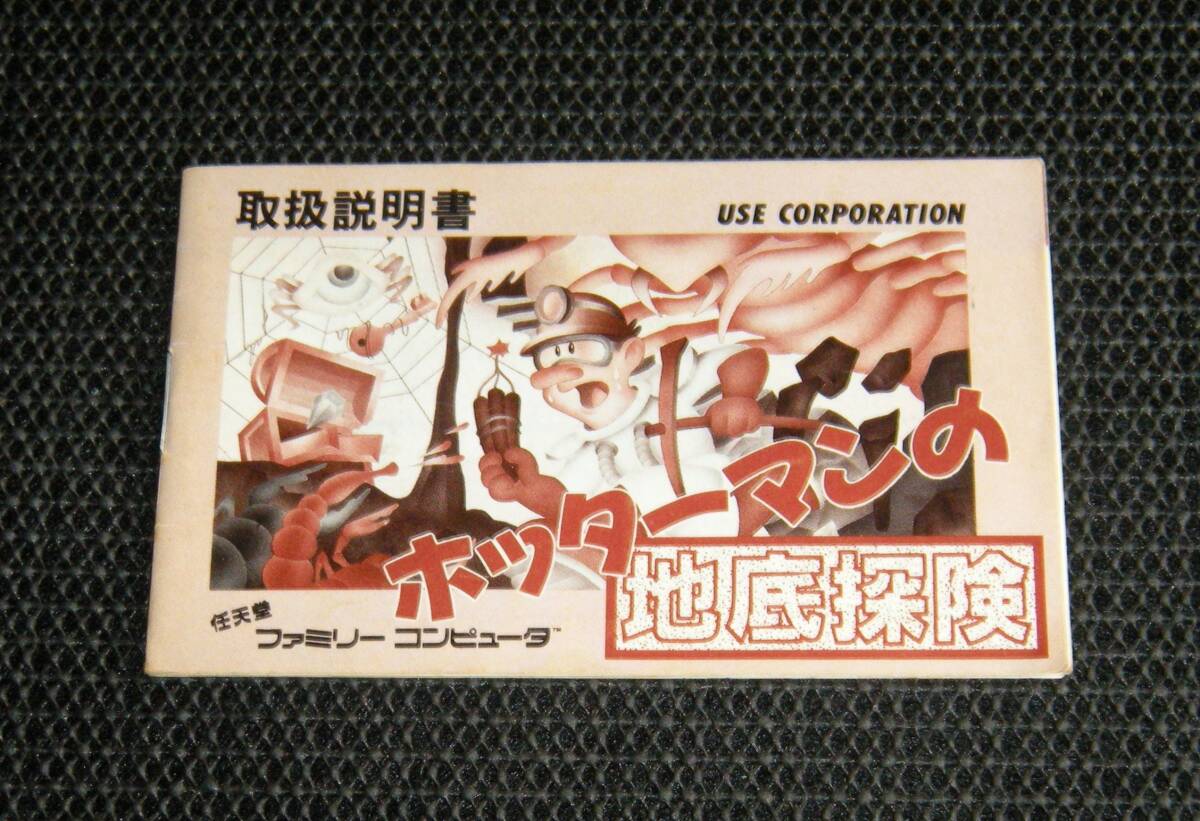 取扱説明書
USE CORPORATION
ホッターマンの
地底探険
任天堂
ファミリー コンピュータ™